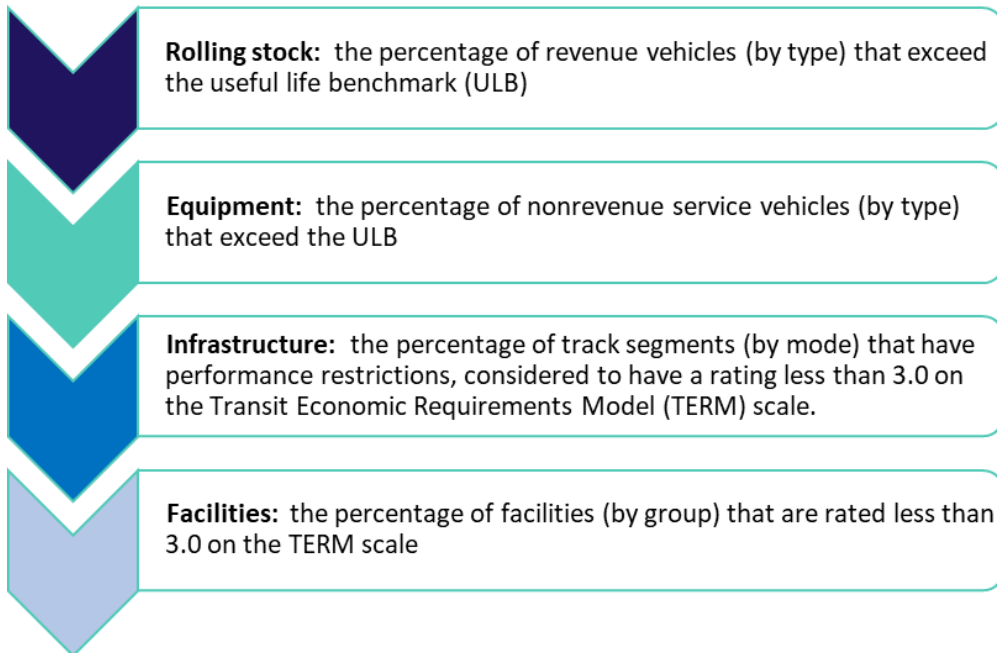 Rolling stock:  the percentage of revenue vehicles (by type) that exceed
the useful life benchmark (ULB)
Equipment:  the percentage of nonrevenue service vehicles (by type)
that exceed the ULB
Infrastructure:  the percentage of track segments (by mode) that have
performance restrictions, considered to have a rating less than 3.0 on
the Transit Economic Requirements Model (TERM) scale.
Facilities:  the percentage of facilities (by group) that are rated less than
3.0 on the TERM scale